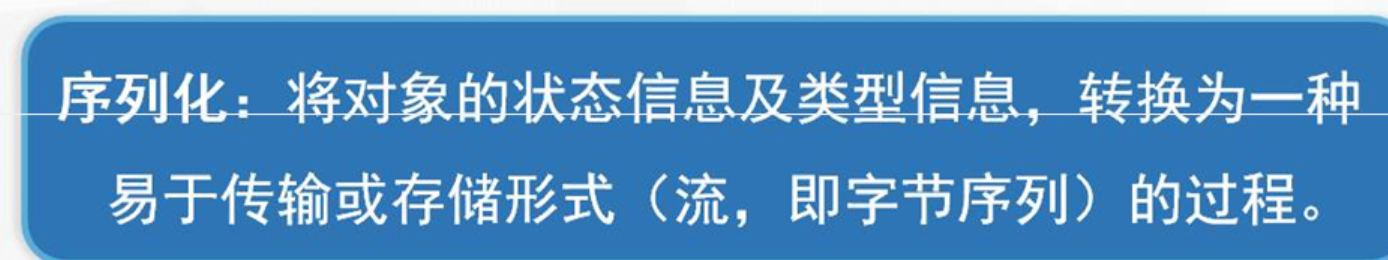 序列化：将对象的状态信息及类型信息，转换为一种
易于传输或存储形式（流，即字节序列）的过程。